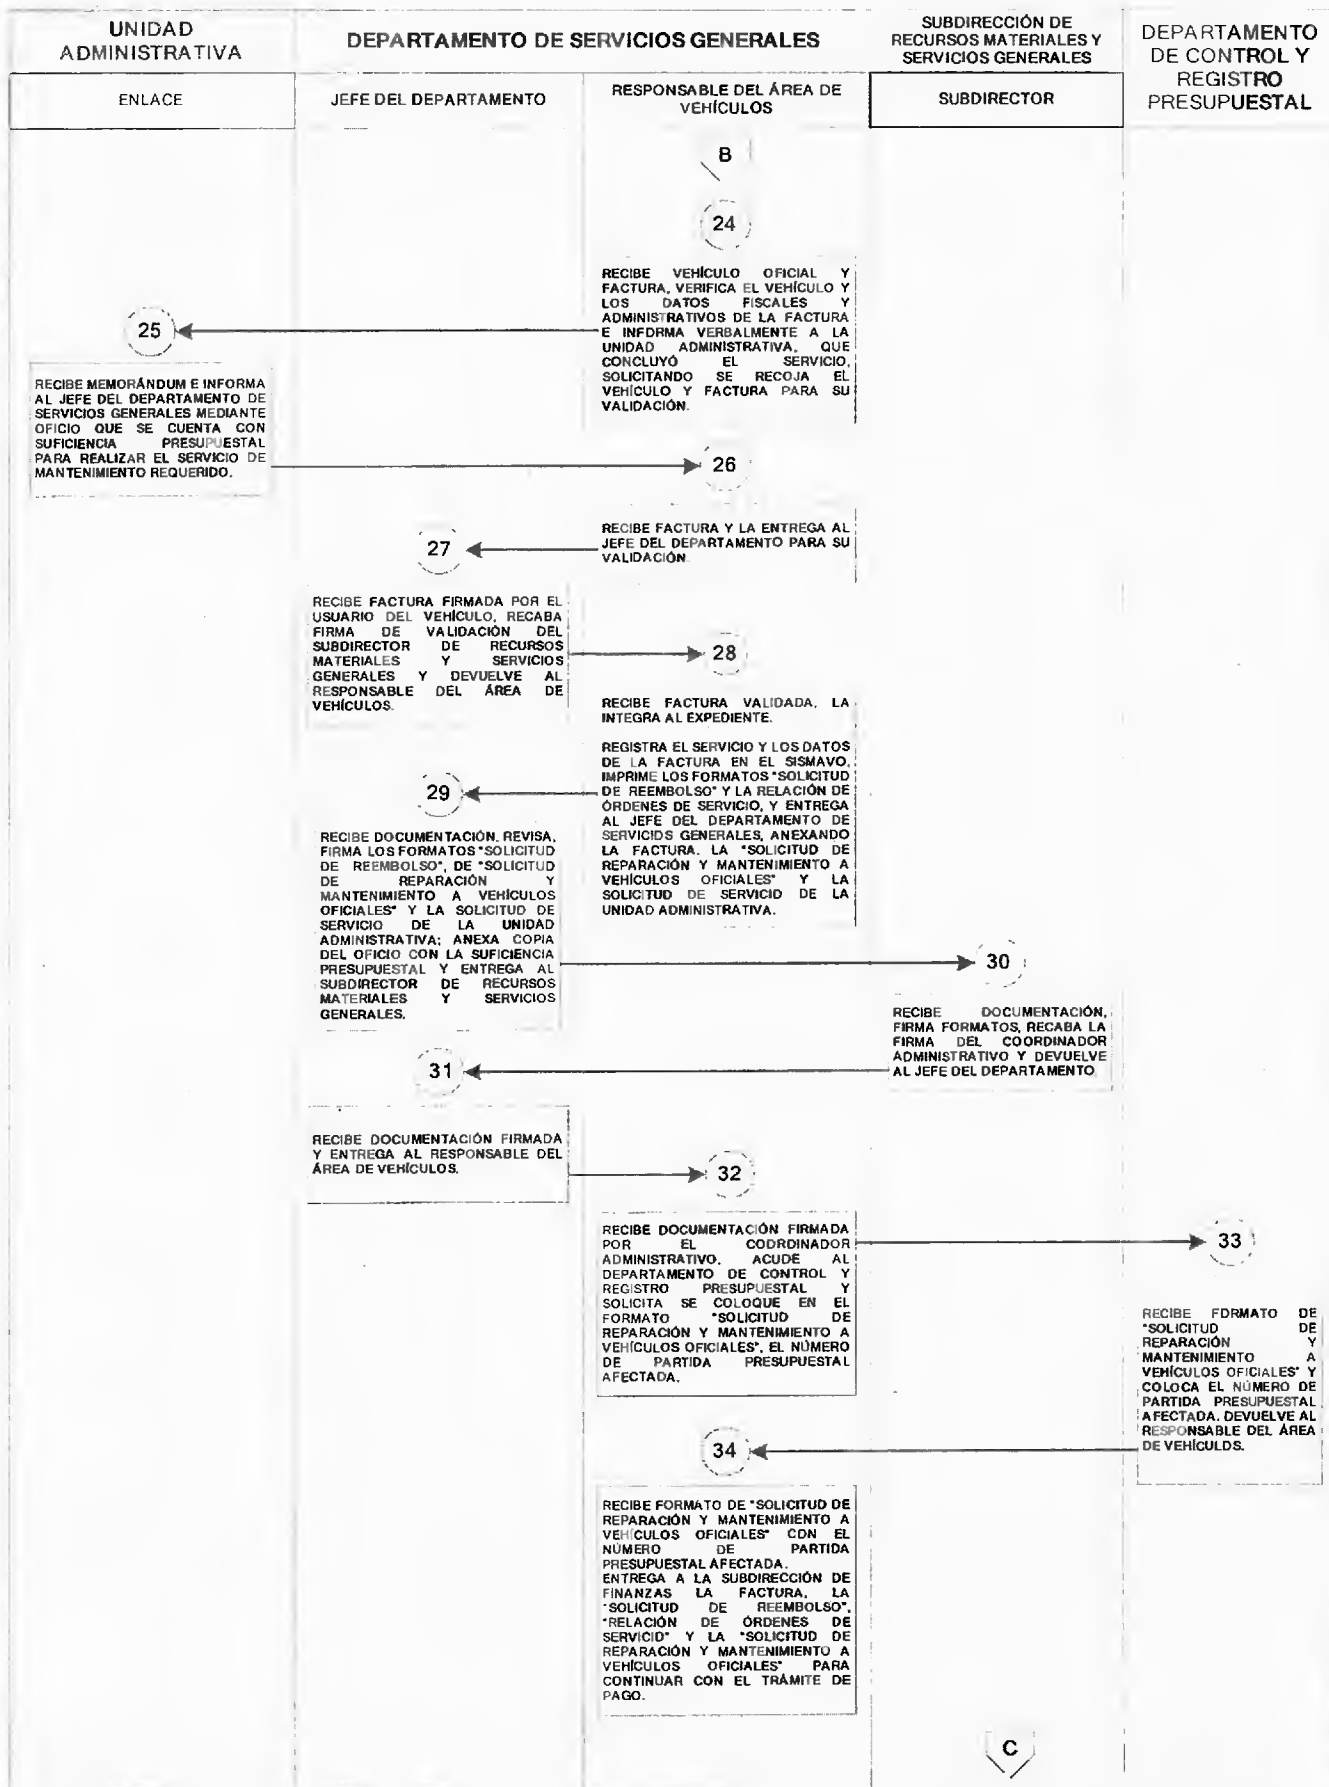 UNIDAD
ADMINISTRATIVA
DEPARTAMENTO DE SERVICIOS GENERALES
SUBDIRECCIÓN DE
RECURSOS MATERIALES Y
SERVICIOS GENERALES
DEPARTAMENTO
DE CONTROL Y
REGISTRO
PRESUPUESTAL
ENLACE
JEFE DEL DEPARTAMENTO
RESPONSABLE DEL ÁREA DE
VEHÍCULOS
SUBDIRECTOR
B
24
RECIBE VEHÍCULO OFICIAL Y
FACTURA, VERIFICA EL VEHÍCULO Y
LOS DATOS FISCALES Y
ADMINISTRATIVOS DE LA FACTURA
E INFORMA VERBALMENTE A LA
UNIDAD ADMINISTRATIVA, QUE
CONCLUYÓ EL SERVICIO,
SOLICITANDO SE RECOJA EL
VEHÍCULO Y FACTURA PARA SU
VALIDACIÓN.
25
RECIBE MEMORÁNDUM E INFORMA
AL JEFE DEL DEPARTAMENTO DE
SERVICIOS GENERALES MEDIANTE
OFICIO QUE SE CUENTA CON
SUFICIENCIA PRESUPUESTAL
PARA REALIZAR EL SERVICIO DE
MANTENIMIENTO REQUERIDO.
26
RECIBE FACTURA Y LA ENTREGA AL
JEFE DEL DEPARTAMENTO PARA SU
VALIDACIÓN.
27
RECIBE FACTURA FIRMADA POR EL
USUARIO DEL VEHÍCULO, RECABA
FIRMA DE VALIDACIÓN DEL
SUBDIRECTOR DE RECURSOS
MATERIALES Y SERVICIOS
GENERALES Y DEVUELVE AL
RESPONSABLE DEL ÁREA DE
VEHÍCULOS.
28
RECIBE FACTURA VALIDADA, LA
INTEGRA AL EXPEDIENTE.
REGISTRA EL SERVICIO Y LOS DATOS
DE LA FACTURA EN EL SISMAVO,
IMPRIME LOS FORMATOS "SOLICITUD
DE REEMBOLSO" Y LA RELACIÓN DE
ÓRDENES DE SERVICIO, Y ENTREGA
AL JEFE DEL DEPARTAMENTO DE
SERVICIOS GENERALES, ANEXANDO
LA FACTURA, LA "SOLICITUD DE
REPARACIÓN Y MANTENIMIENTO A
VEHÍCULOS OFICIALES" Y LA
SOLICITUD DE SERVICIO DE LA
UNIDAD ADMINISTRATIVA.
29
RECIBE DOCUMENTACIÓN, REVISA,
FIRMA LOS FORMATOS "SOLICITUD
DE REEMBOLSO", DE "SOLICITUD
DE REPARACIÓN Y
MANTENIMIENTO A VEHÍCULOS
OFICIALES" Y LA SOLICITUD DE
SERVICIO DE LA UNIDAD
ADMINISTRATIVA; ANEXA COPIA
DEL OFICIO CON LA SUFICIENCIA
PRESUPUESTAL Y ENTREGA AL
SUBDIRECTOR DE RECURSOS
MATERIALES Y SERVICIOS
GENERALES.
30
RECIBE DOCUMENTACIÓN,
FIRMA FORMATOS, RECABA LA
FIRMA DEL COORDINADOR
ADMINISTRATIVO Y DEVUELVE
AL JEFE DEL DEPARTAMENTO.
31
RECIBE DOCUMENTACIÓN FIRMADA
Y ENTREGA AL RESPONSABLE DEL
ÁREA DE VEHÍCULOS.
32
RECIBE DOCUMENTACIÓN FIRMADA
POR EL COORDINADOR
ADMINISTRATIVO, ACUDE AL
DEPARTAMENTO DE CONTROL Y
REGISTRO PRESUPUESTAL Y
SOLICITA SE COLOQUE EN EL
FORMATO "SOLICITUD DE
REPARACIÓN Y MANTENIMIENTO A
VEHÍCULOS OFICIALES", EL NÚMERO
DE PARTIDA PRESUPUESTAL
AFECTADA.
33
RECIBE FORMATO DE
"SOLICITUD DE
REPARACIÓN Y
MANTENIMIENTO A
VEHÍCULOS OFICIALES" Y
COLOCA EL NÚMERO DE
PARTIDA PRESUPUESTAL
AFECTADA. DEVUELVE AL
RESPONSABLE DEL ÁREA
DE VEHÍCULOS.
34
RECIBE FORMATO DE "SOLICITUD DE
REPARACIÓN Y MANTENIMIENTO A
VEHÍCULOS OFICIALES" CON EL
NÚMERO DE PARTIDA
PRESUPUESTAL AFECTADA.
ENTREGA A LA SUBDIRECCIÓN DE
FINANZAS LA FACTURA, LA
"SOLICITUD DE REEMBOLSO",
"RELACIÓN DE ÓRDENES DE
SERVICIO" Y LA "SOLICITUD DE
REPARACIÓN Y MANTENIMIENTO A
VEHÍCULOS OFICIALES" PARA
CONTINUAR CON EL TRÁMITE DE
PAGO.
C